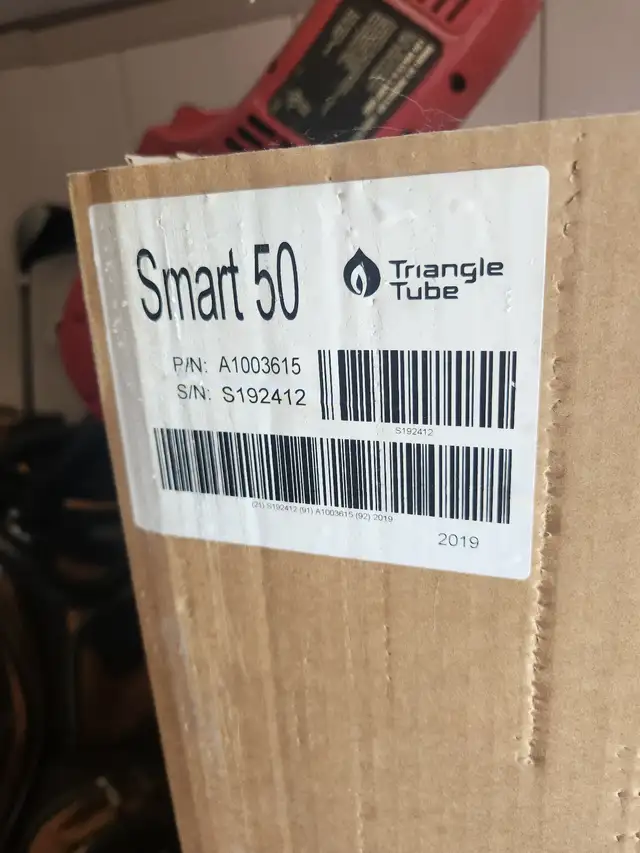 Smart 50
Triangle
Tube
P/N: A1003615
S/N: S192412
S192412
(21) S192412 (91) A1003615 (92) 2019
2019